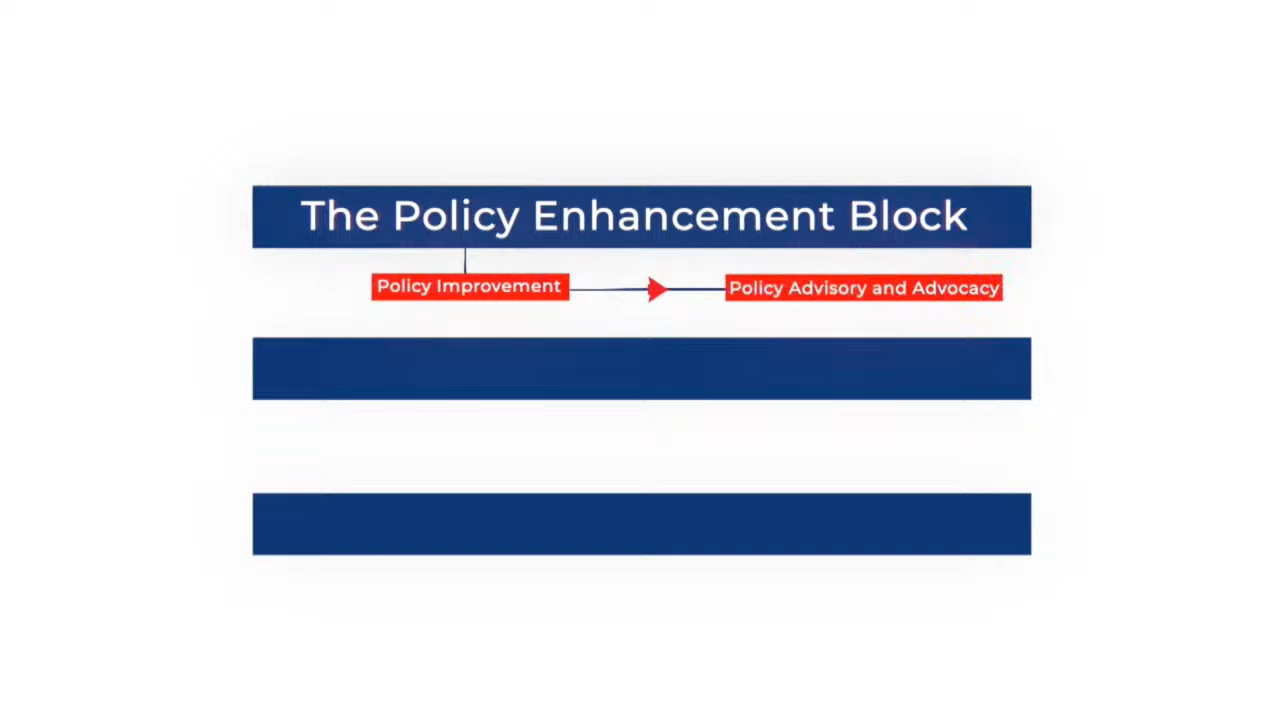 The Policy Enhancement Block
Policy Improvement
Policy Advisory and Advocacy